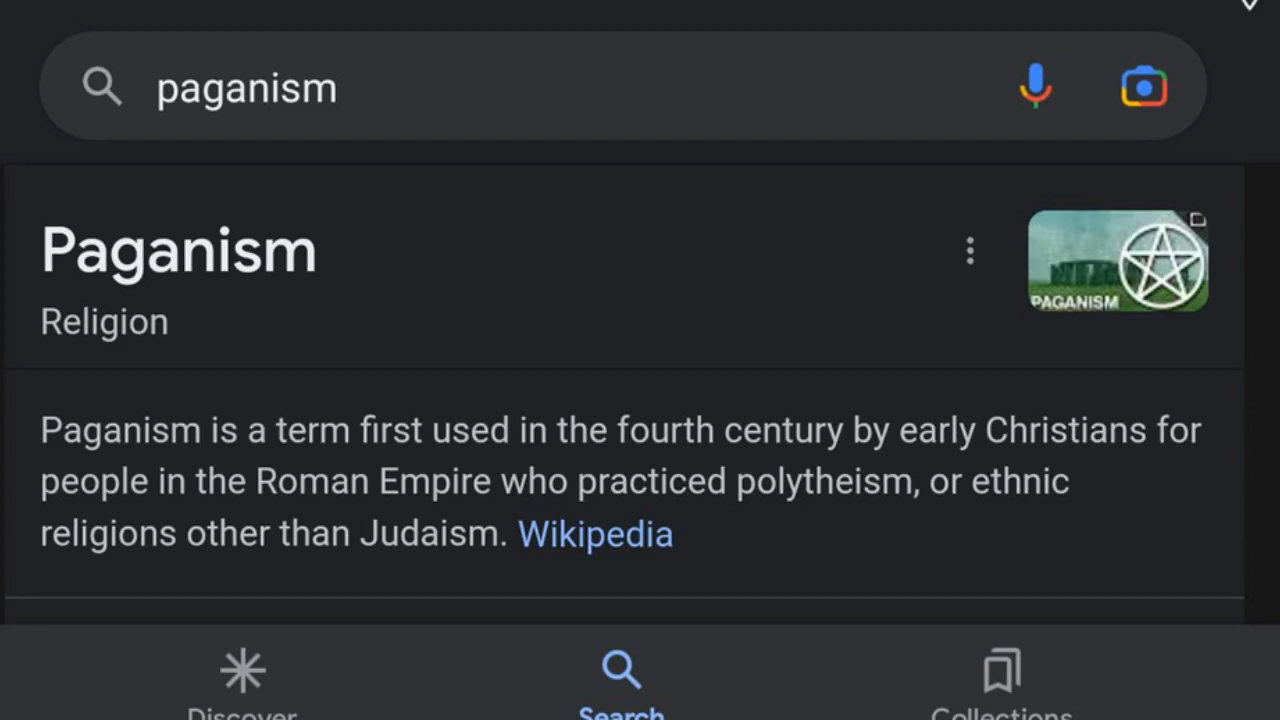 paganism
Paganism
PAGANISM
Religion
Paganism is a term first used in the fourth century by early Christians for
people in the Roman Empire who practiced polytheism, or ethnic
religions other than Judaism. Wikipedia
Discover
Search
Collections